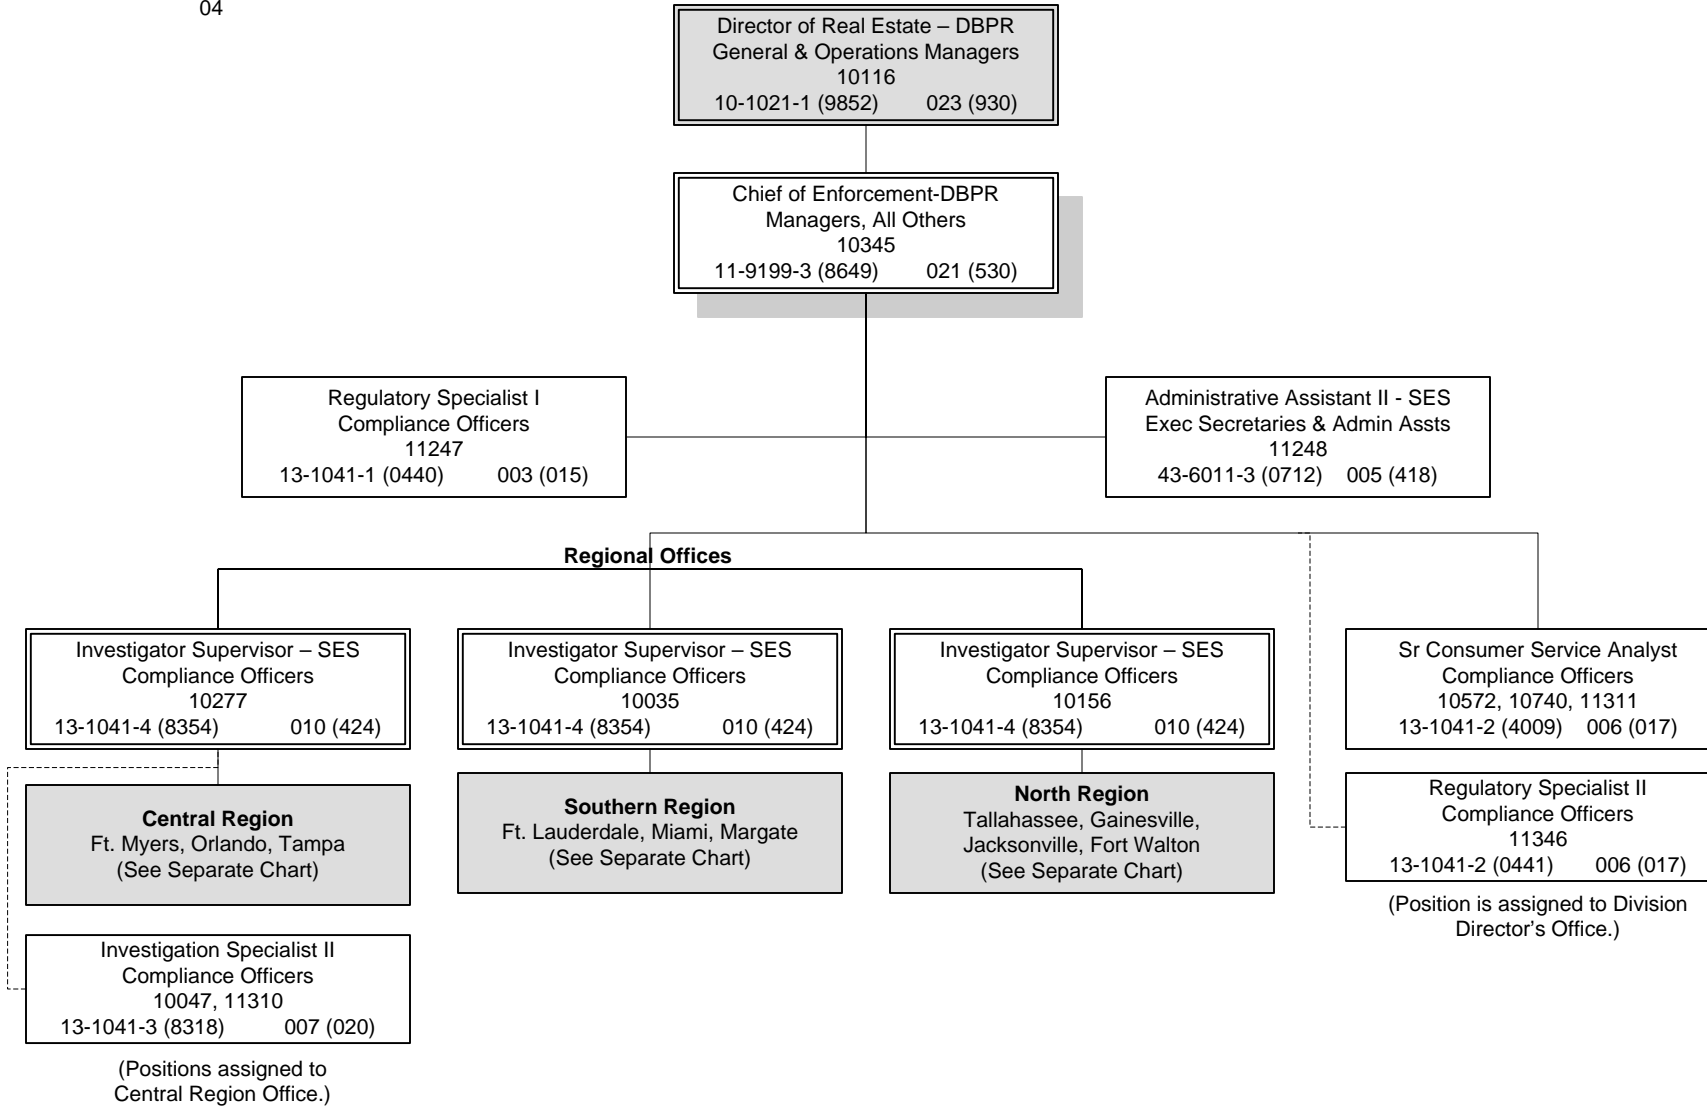 04
Director of Real Estate – DBPR
General & Operations Managers
10116
10-1021-1 (9852) 023 (930)
Chief of Enforcement-DBPR
Managers, All Others
10345
11-9199-3 (8649) 021 (530)
Regulatory Specialist I
Compliance Officers
11247
13-1041-1 (0440) 003 (015)
Administrative Assistant II - SES
Exec Secretaries & Admin Assts
11248
43-6011-3 (0712) 005 (418)
Regional Offices
Investigator Supervisor – SES
Compliance Officers
10277
13-1041-4 (8354) 010 (424)
Investigator Supervisor – SES
Compliance Officers
10035
13-1041-4 (8354) 010 (424)
Investigator Supervisor – SES
Compliance Officers
10156
13-1041-4 (8354) 010 (424)
Sr Consumer Service Analyst
Compliance Officers
10572, 10740, 11311
13-1041-2 (4009) 006 (017)
Central Region
Ft. Myers, Orlando, Tampa
(See Separate Chart)
Southern Region
Ft. Lauderdale, Miami, Margate
(See Separate Chart)
North Region
Tallahassee, Gainesville,
Jacksonville, Fort Walton
(See Separate Chart)
Regulatory Specialist II
Compliance Officers
11346
13-1041-2 (0441) 006 (017)
(Position is assigned to Division
Director's Office.)
Investigation Specialist II
Compliance Officers
10047, 11310
13-1041-3 (8318) 007 (020)
(Positions assigned to
Central Region Office.)